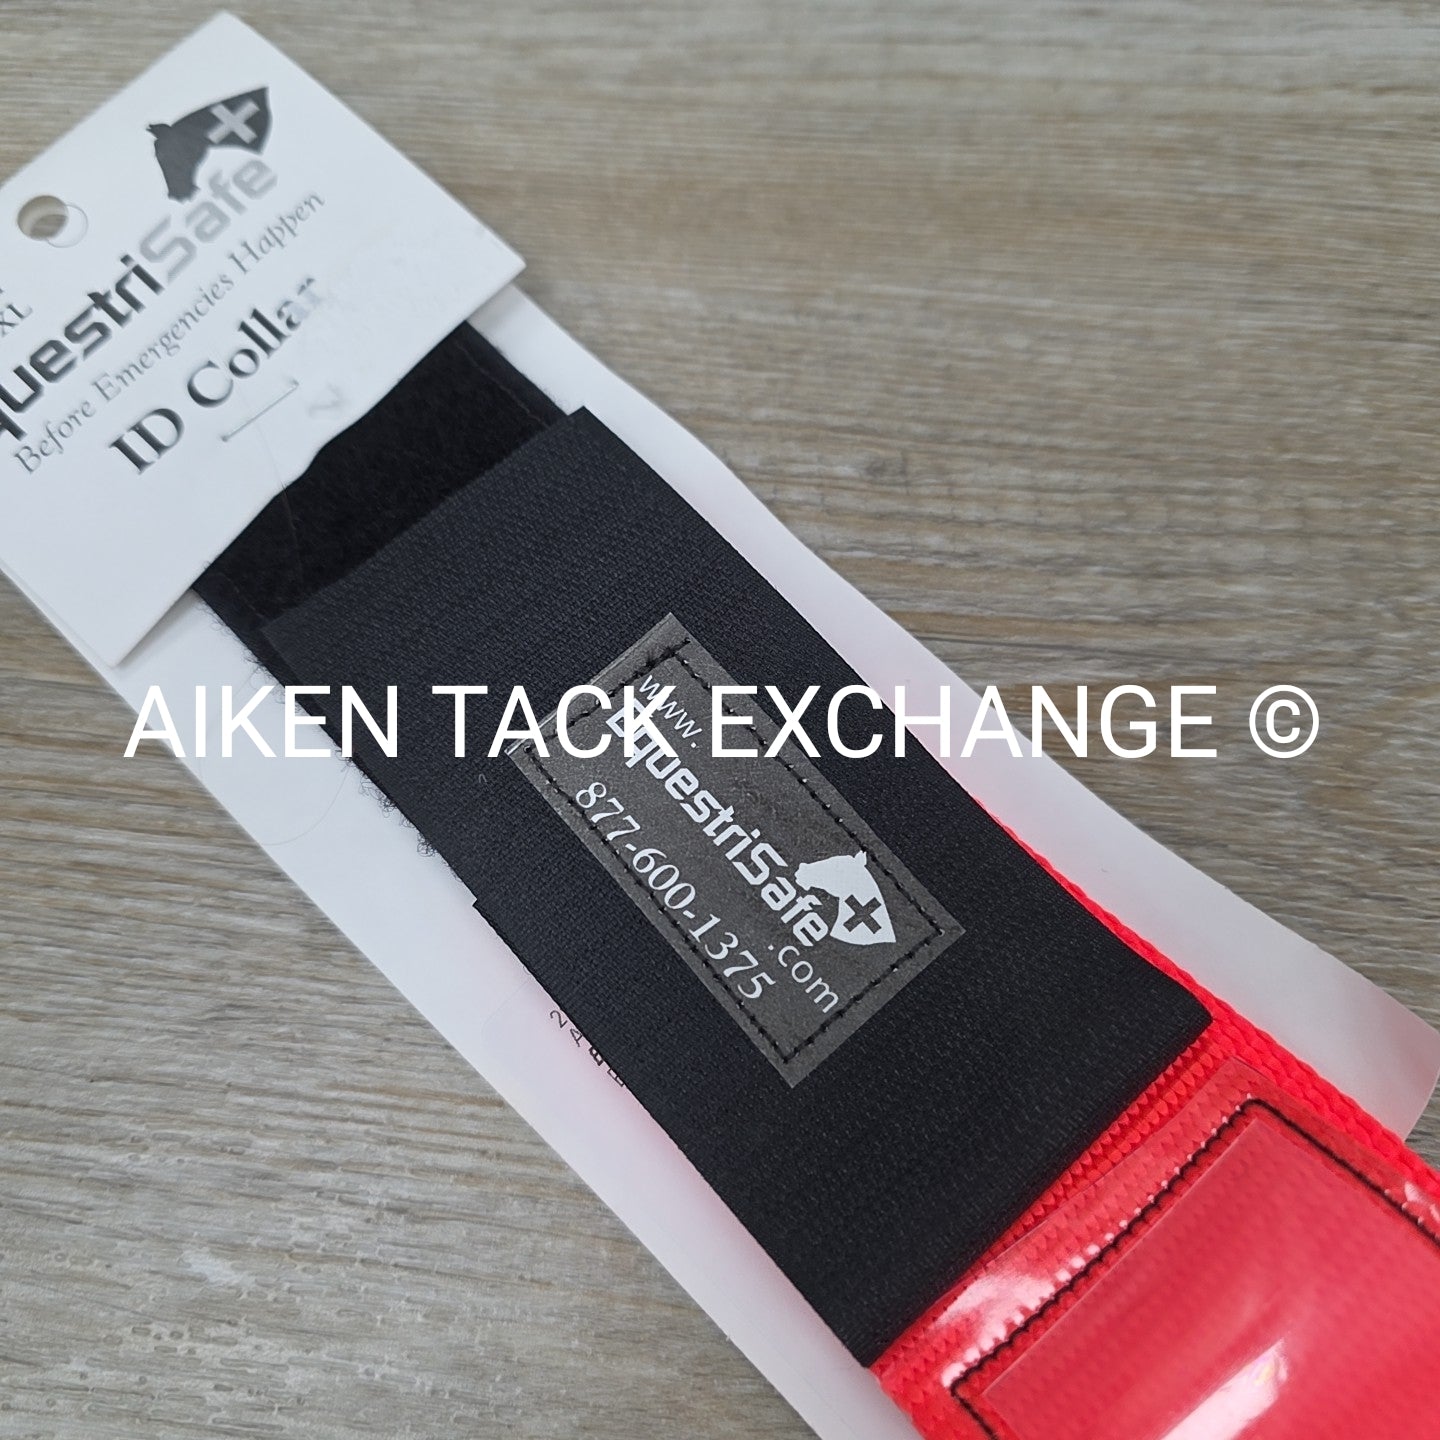 XL
questriSafe
Before Emergencies Happen
ID Collar
AIKEN TACK EXCHANGE ©
www.
EquestriSafe
.com
877-600-1375